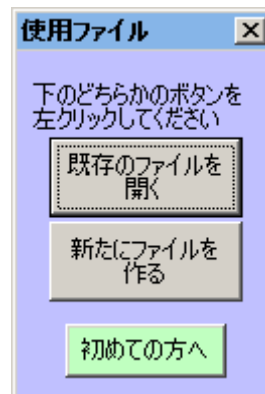 使用ファイル
下のどちらかのボタンを
左クリックしてください
既存のファイルを
開く
新たにファイルを
作る
初めての方へ